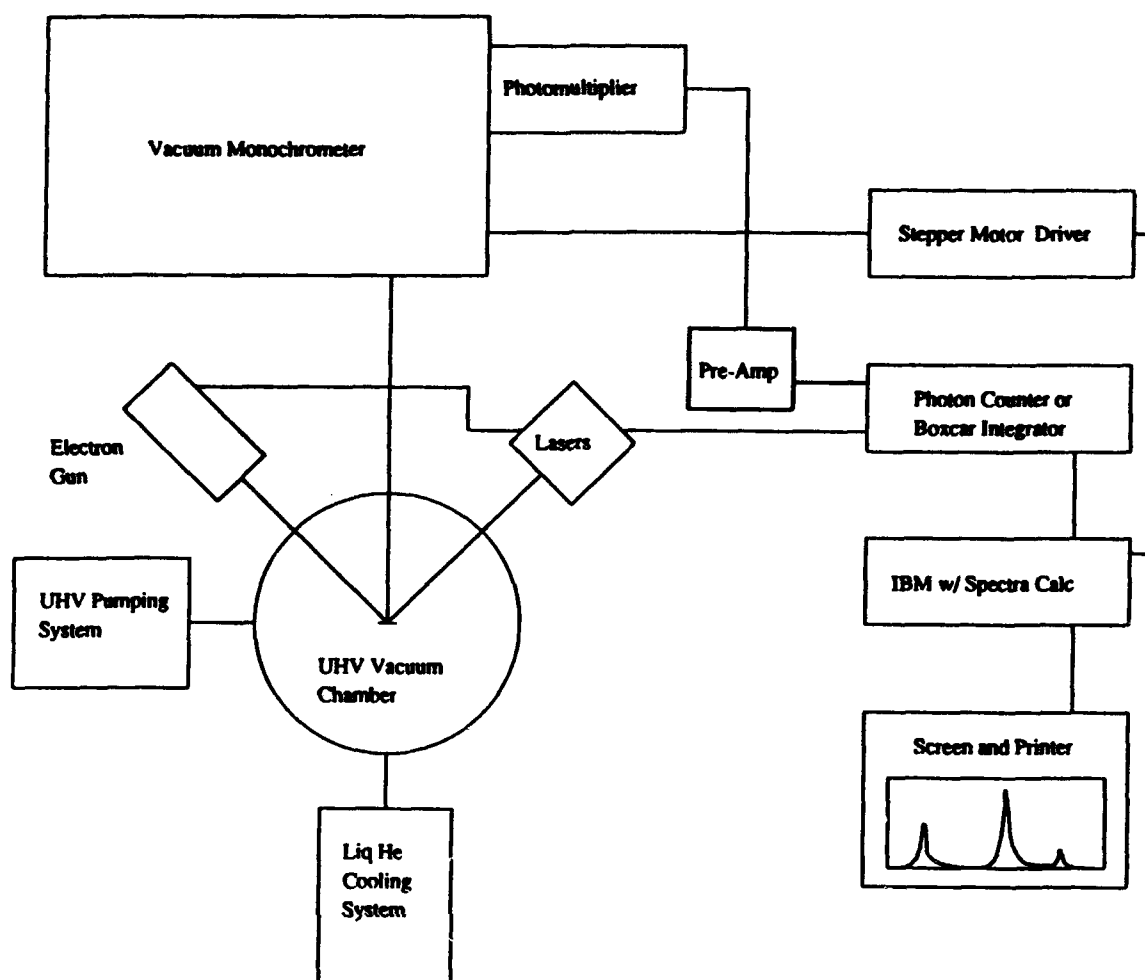 Photomultiplier
Vacuum Monochrometer
Stepper Motor Driver
Pre-Amp
Photon Counter or
Boxcar Integrator
Lasers
Electron
Gun
IBM w/ Spectra Calc
UHV Pumping
System
UHV Vacuum
Chamber
Screen and Printer
Liq He
Cooling
System